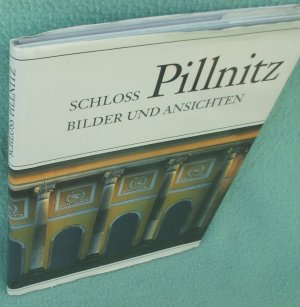 SCHLOSS Pillnitz
BILDER UND ANSICHTEN
SCHLOSS PILLNITZ